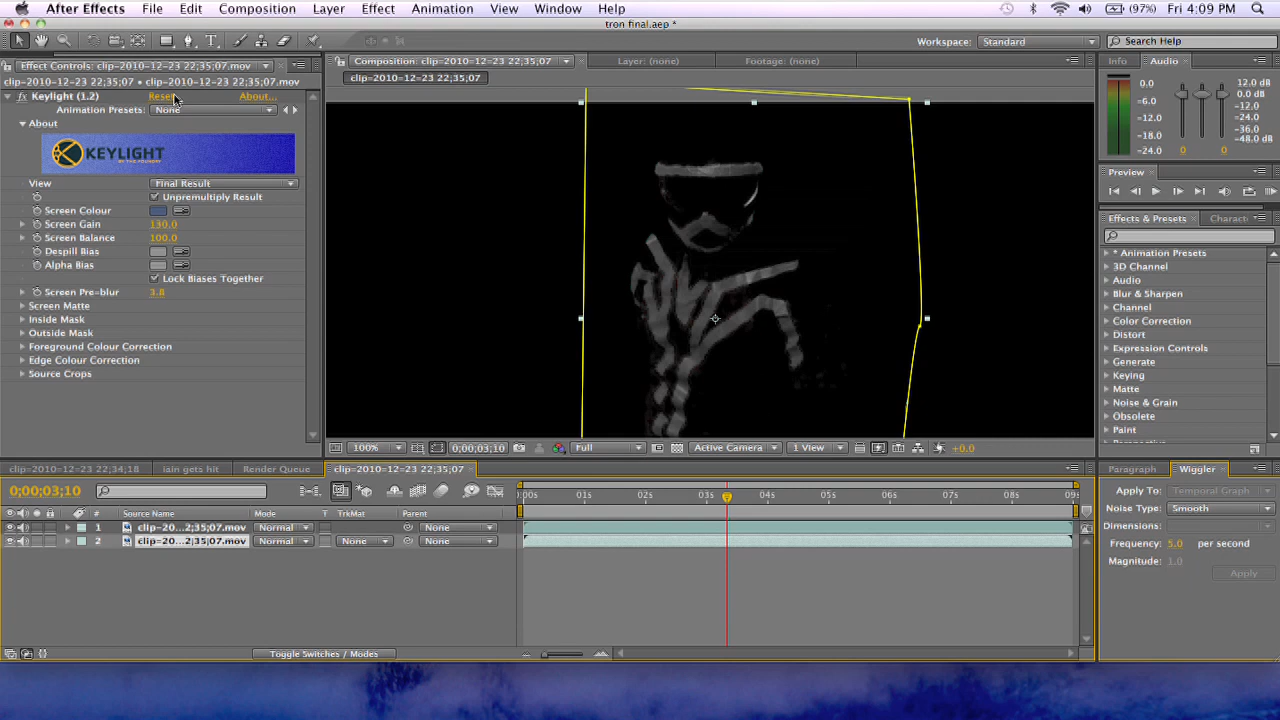 After Effects File Edit Composition Layer Effect Animation View Window Help (97%) Fri 4:09 PM
tron final.aep *
Workspace: Standard Search Help
Effect Controls: clip=2010-12-23 22;35;07.mov
Composition: clip=2010-12-23 22;35;07 Layer: (none) Footage: (none)
Info Audio
clip=2010-12-23 22;35;07 • clip=2010-12-23 22;35;07.mov
clip=2010-12-23 22;35;07
fx Keylight (1.2) Reset About...
Animation Presets: None
About
KEYLIGHT
BY THE FOUNDRY
View Final Result
Unpremultiply Result
Screen Colour
Screen Gain 130.0
Screen Balance 100.0
Despill Bias
Alpha Bias
Lock Biases Together
Screen Pre-blur 3.8
Screen Matte
Inside Mask
Outside Mask
Foreground Colour Correction
Edge Colour Correction
Source Crops
0.0
-6.0
-12.0
-18.0
-24.0
12.0 dB
0.0 dB
-12.0
-24.0
-36.0
-48.0 dB
0 0
Preview
Effects & Presets Charact
* Animation Presets
3D Channel
Audio
Blur & Sharpen
Channel
Color Correction
Distort
Expression Controls
Generate
Keying
Matte
Noise & Grain
Obsolete
Paint
100% 0;00;03;10 Full Active Camera 1 View +0.0
clip=2010-12-23 22;34;18 iain gets hit Render Queue clip=2010-12-23 22;35;07
0;00;03;10
:00s 01s 02s 03s 04s 05s 06s 07s 08s 09s
# Source Name Mode T TrkMat Parent
1 clip=20...2;35;07.mov Normal None
2 clip=20...2;35;07.mov Normal None None
Toggle Switches / Modes
Paragraph Wiggler
Apply To: Temporal Graph
Noise Type: Smooth
Dimensions:
Frequency: 5.0 per second
Magnitude: 1.0
Apply